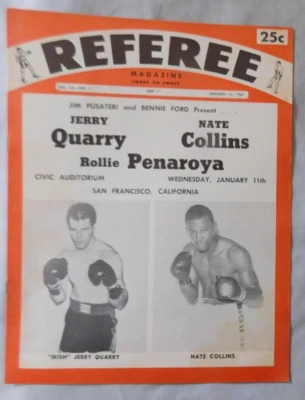 25c
REFEREE
MAGAZINE
JIM PUSATERI and BENNIE FORD Present . . .
JERRY NATE
Quarry Collins
Rollie Penaroya
CIVIC AUDITORIUM WEDNESDAY, JANUARY 11th
SAN FRANCISCO, CALIFORNIA
"IRISH" JERRY QUARRY NATE COLLINS